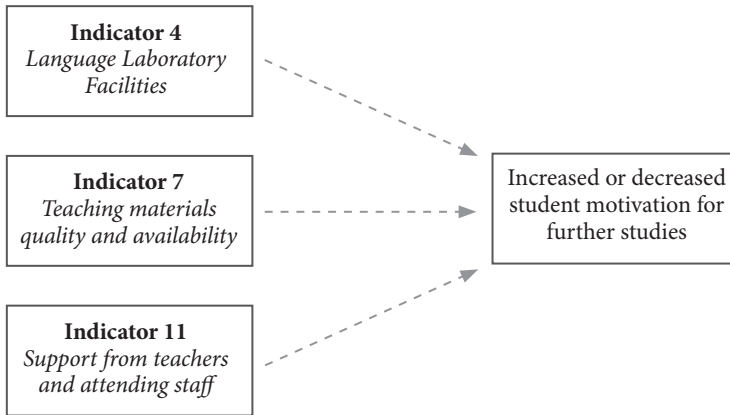 Indicator 4
Language Laboratory
Facilities
Indicator 7
Teaching materials
quality and availability
Indicator 11
Support from teachers
and attending staff
Increased or decreased
student motivation for
further studies